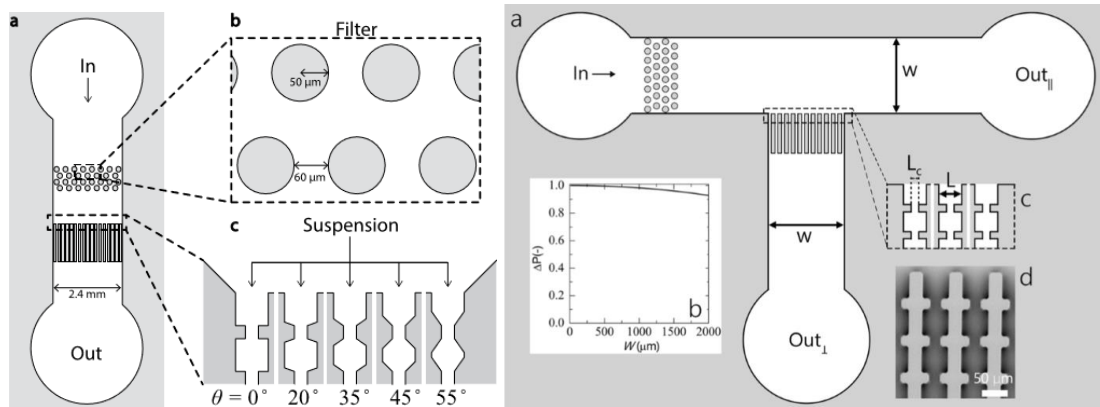 a
In
2.4 mm
Out
b
Filter
50 µm
60 µm
c
Suspension
θ = 0° 20° 35° 45° 55°
a
In
W
Out||
W
Out⊥
L꜀
L
c
ΔP(-)
1.0
0.8
0.6
0.4
0.2
0.0
0 500 1000 1500 2000
W(µm)
b
d
50 µm